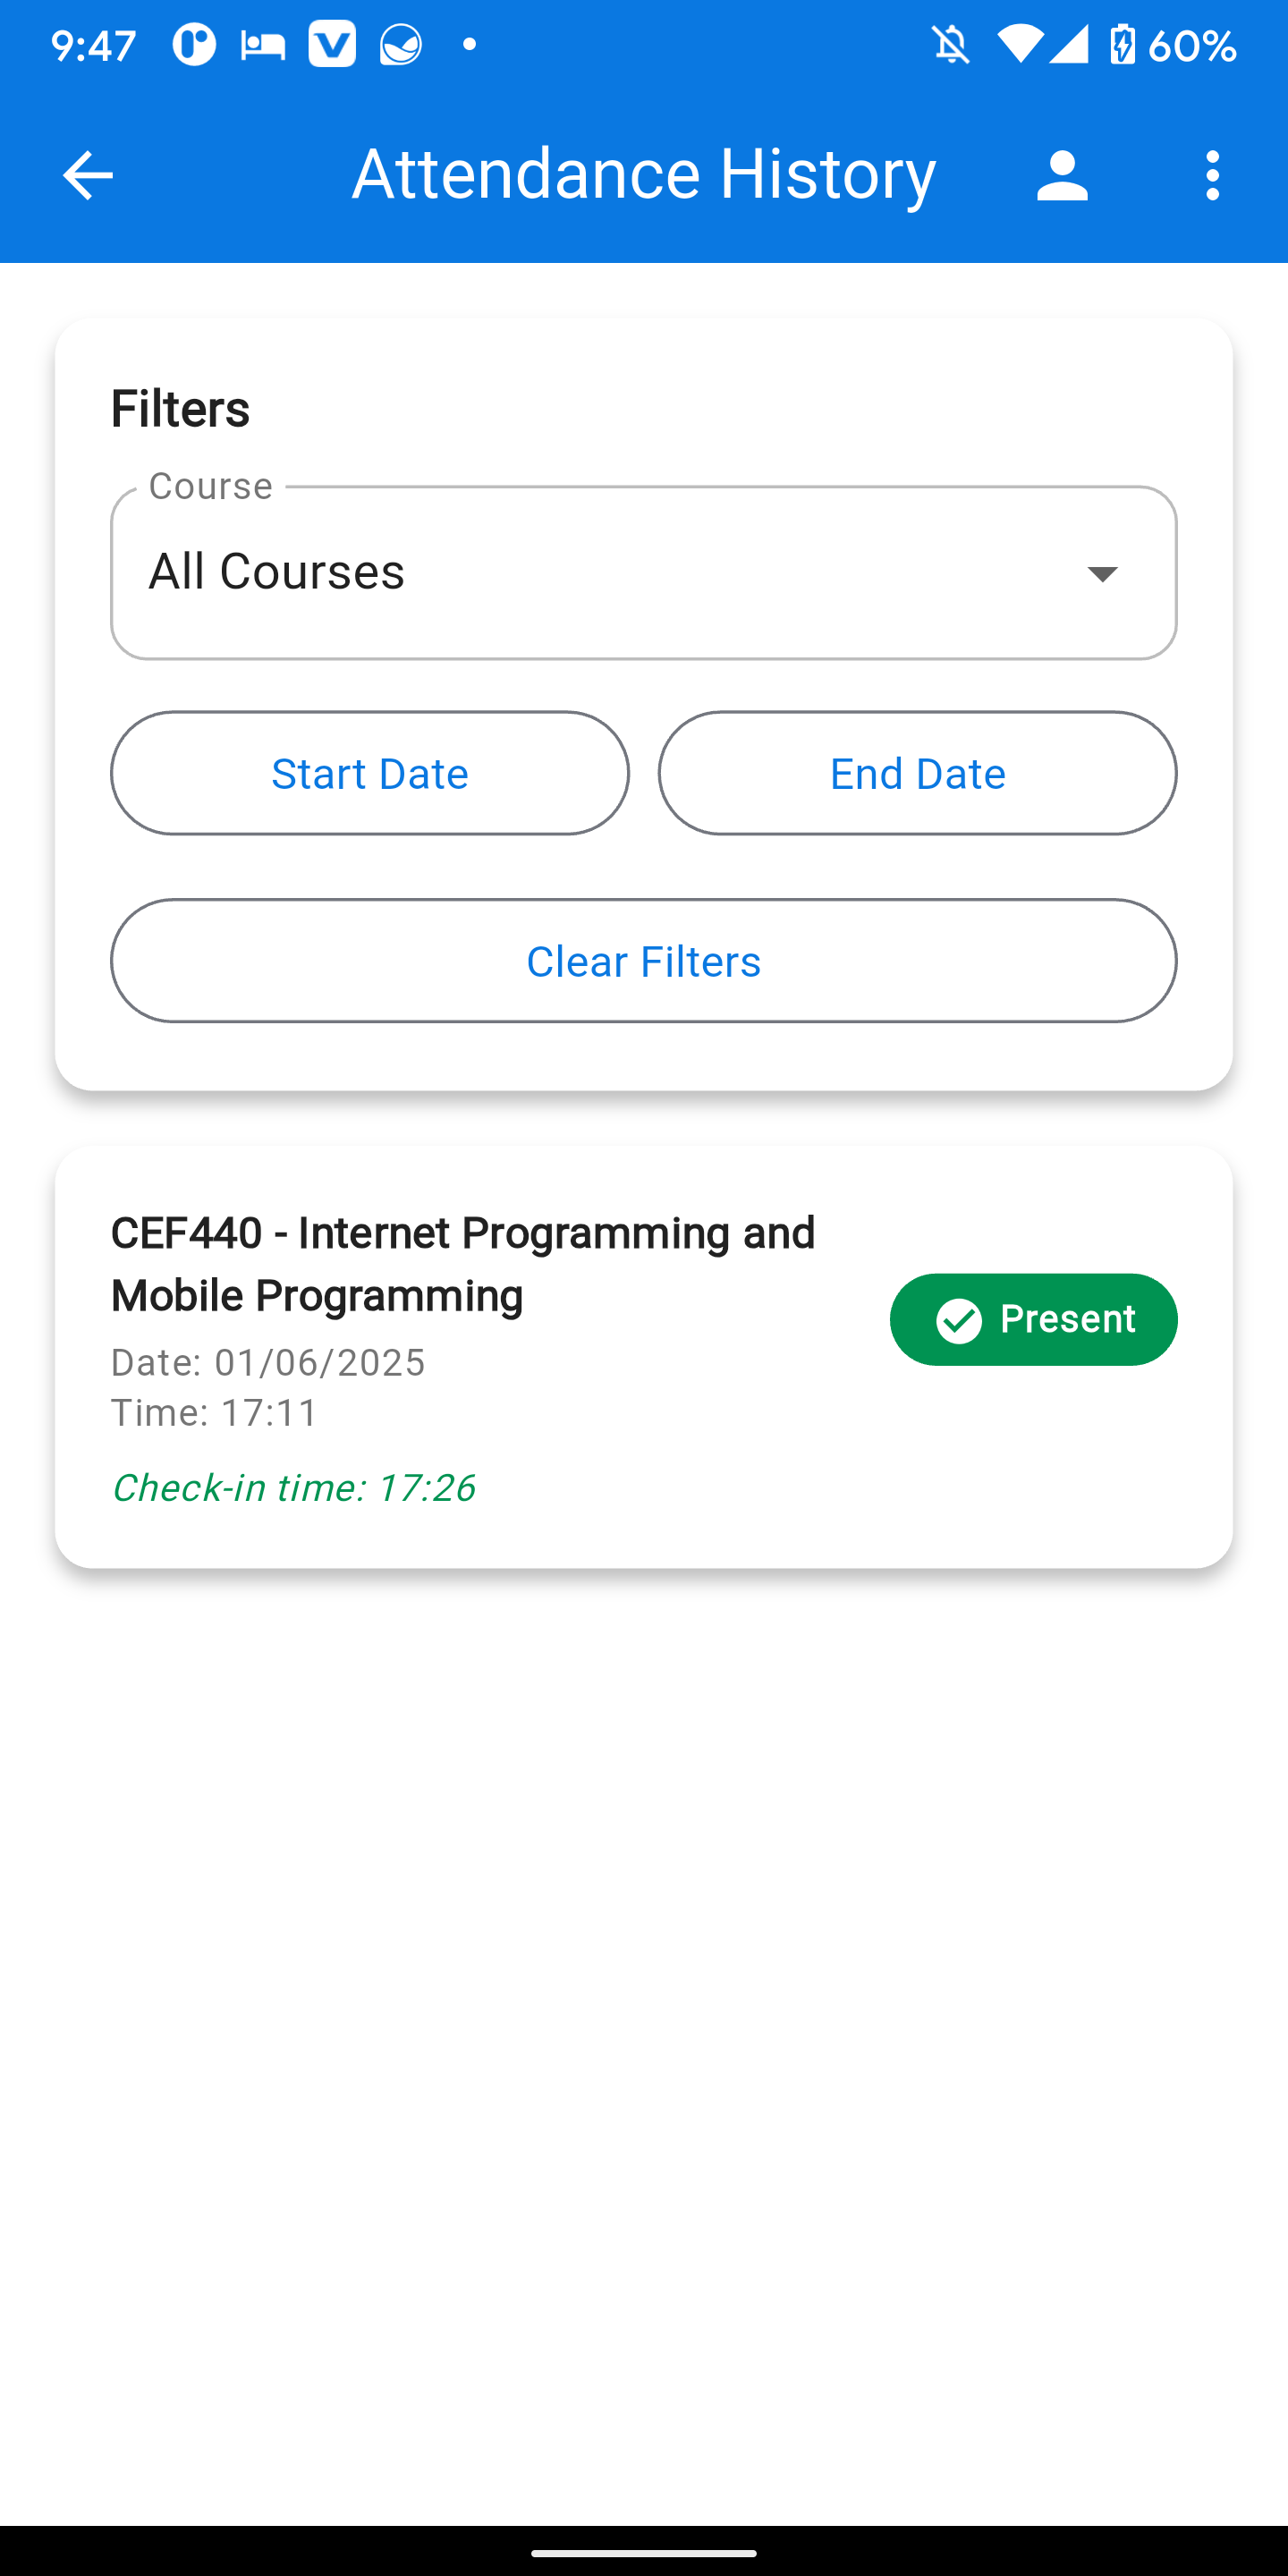 9:47
60%
Attendance History
Filters
Course
All Courses
Start Date
End Date
Clear Filters
CEF440 - Internet Programming and
Mobile Programming
Present
Date: 01/06/2025
Time: 17:11
Check-in time: 17:26